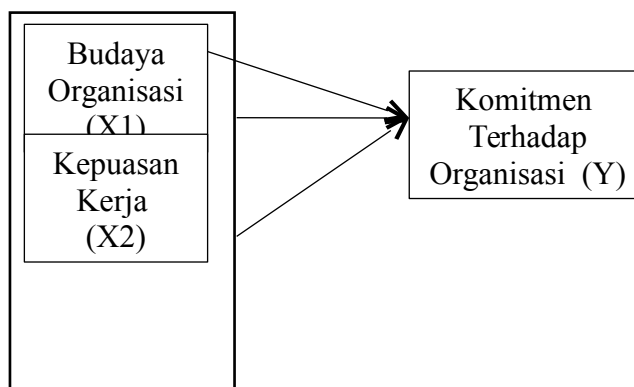 Budaya
Organisasi
(X1)
Kepuasan
Kerja
(X2)
Komitmen
Terhadap
Organisasi (Y)